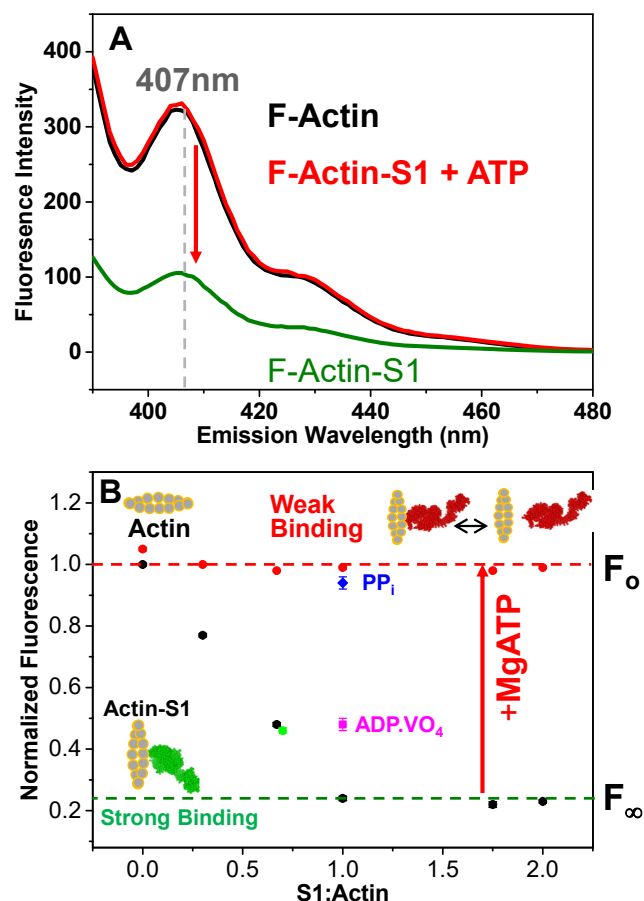 A
407nm
F-Actin
F-Actin-S1 + ATP
F-Actin-S1
Fluoresence Intensity
400
300
200
100
0
400
420
440
460
480
Emission Wavelength (nm)
B
Actin
Weak
Binding
PPi
ADP.VO4
+MgATP
Actin-S1
Strong Binding
Fo
F∞
Normalized Fluorescence
1.2
1.0
0.8
0.6
0.4
0.2
0.0
0.5
1.0
1.5
2.0
S1:Actin